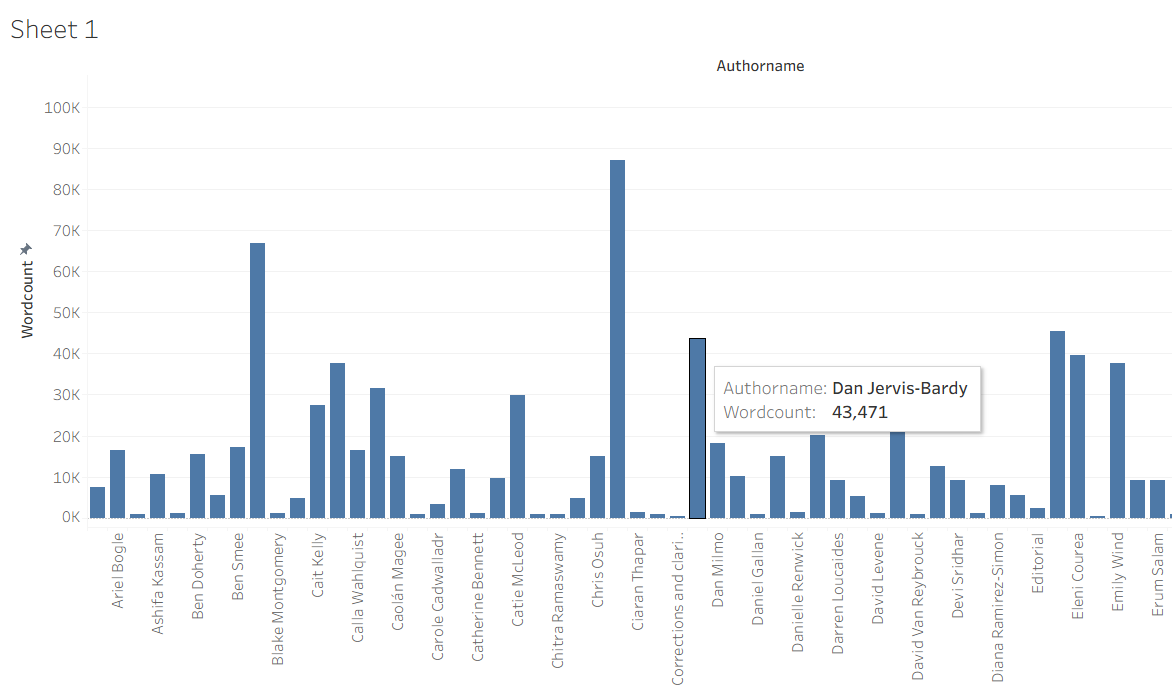 Sheet 1
Authorname
100K
90K
80K
70K
60K
50K
40K
30K
20K
10K
0K
Wordcount
Authorname: Dan Jervis-Bardy
Wordcount: 43,471
Ariel Bogle
Ashifa Kassam
Ben Doherty
Ben Smee
Blake Montgomery
Cait Kelly
Calla Wahlquist
Caolán Magee
Carole Cadwalladr
Catherine Bennett
Catie McLeod
Chitra Ramaswamy
Chris Osuh
Ciaran Thapar
Corrections and clari..
Dan Milmo
Daniel Gallan
Danielle Renwick
Darren Loucaides
David Levene
David Van Reybrouck
Devi Sridhar
Diana Ramirez-Simon
Editorial
Eleni Courea
Emily Wind
Erum Salam